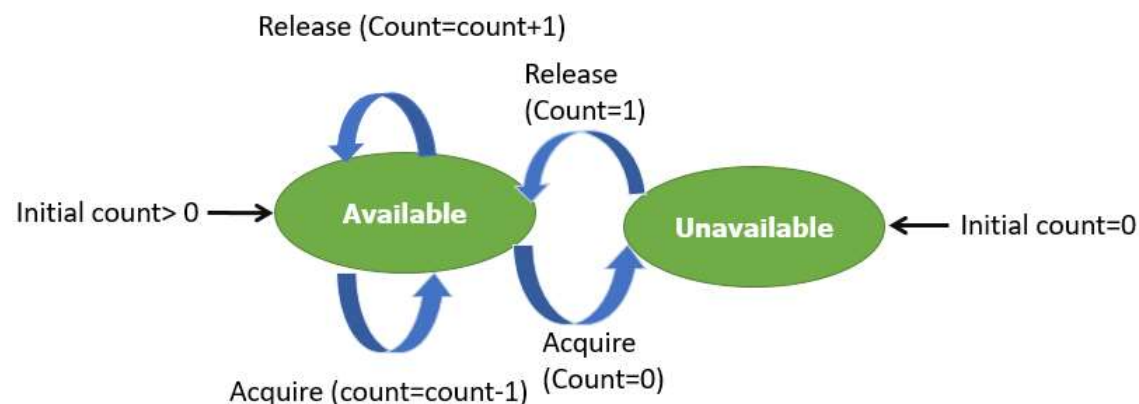 Release (Count=count+1)
Release
(Count=1)
Initial count> 0
Available
Unavailable
Initial count=0
Acquire
(Count=0)
Acquire (count=count-1)